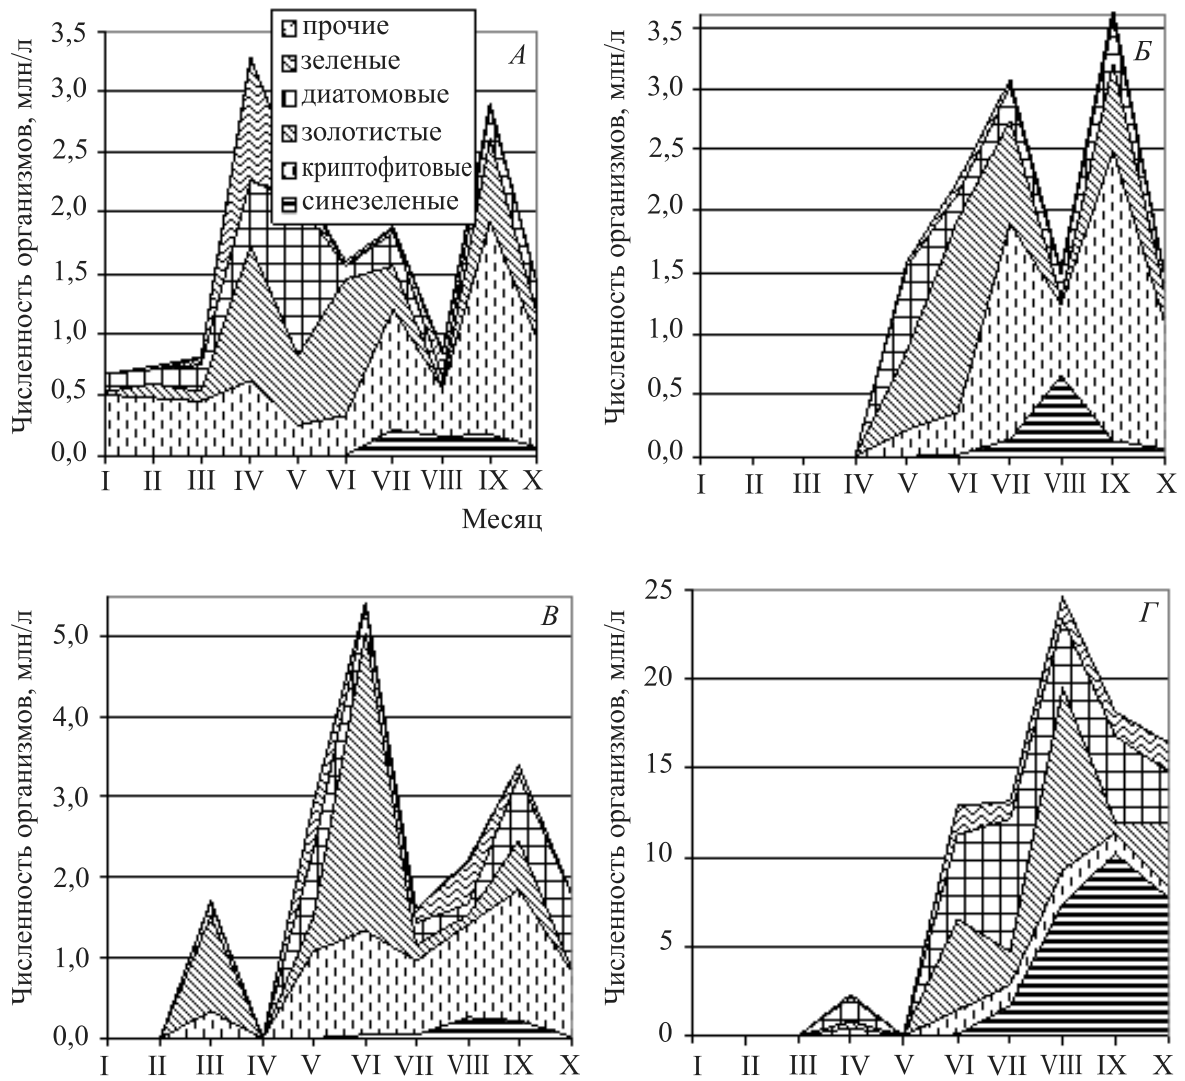 Численность организмов, млн/л
3,5
3,0
2,5
2,0
1,5
1,0
0,5
0,0
прочие
зеленые
диатомовые
золотистые
криптофитовые
синезеленые
А
I II III IV V VI VII VIII IX X
Месяц
Численность организмов, млн/л
3,5
3,0
2,5
2,0
1,5
1,0
0,5
0,0
Б
I II III IV V VI VII VIII IX X
Численность организмов, млн/л
5,0
4,0
3,0
2,0
1,0
0,0
В
I II III IV V VI VII VIII IX X
Численность организмов, млн/л
25
20
15
10
5
0
Г
I II III IV V VI VII VIII IX X